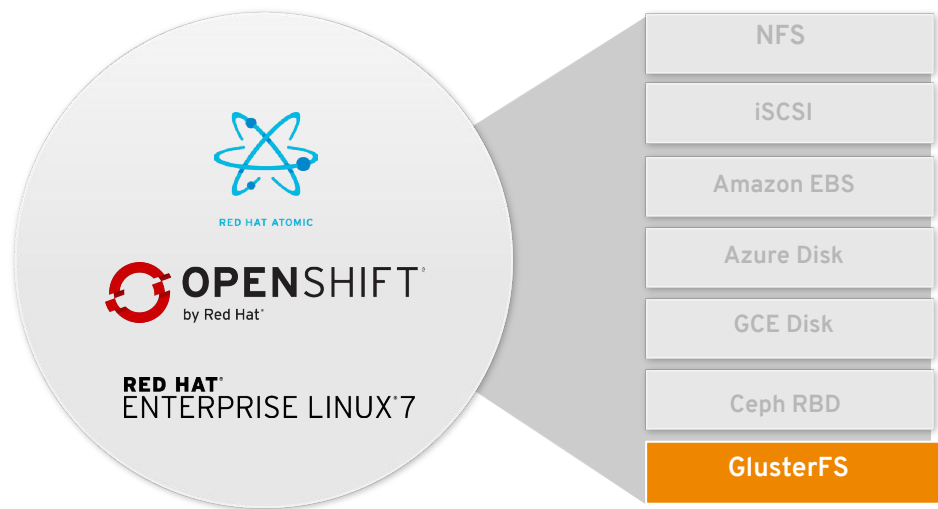 RED HAT ATOMIC
OPENSHIFT
by Red Hat®
RED HAT®
ENTERPRISE LINUX®7
NFS
iSCSI
Amazon EBS
Azure Disk
GCE Disk
Ceph RBD
GlusterFS